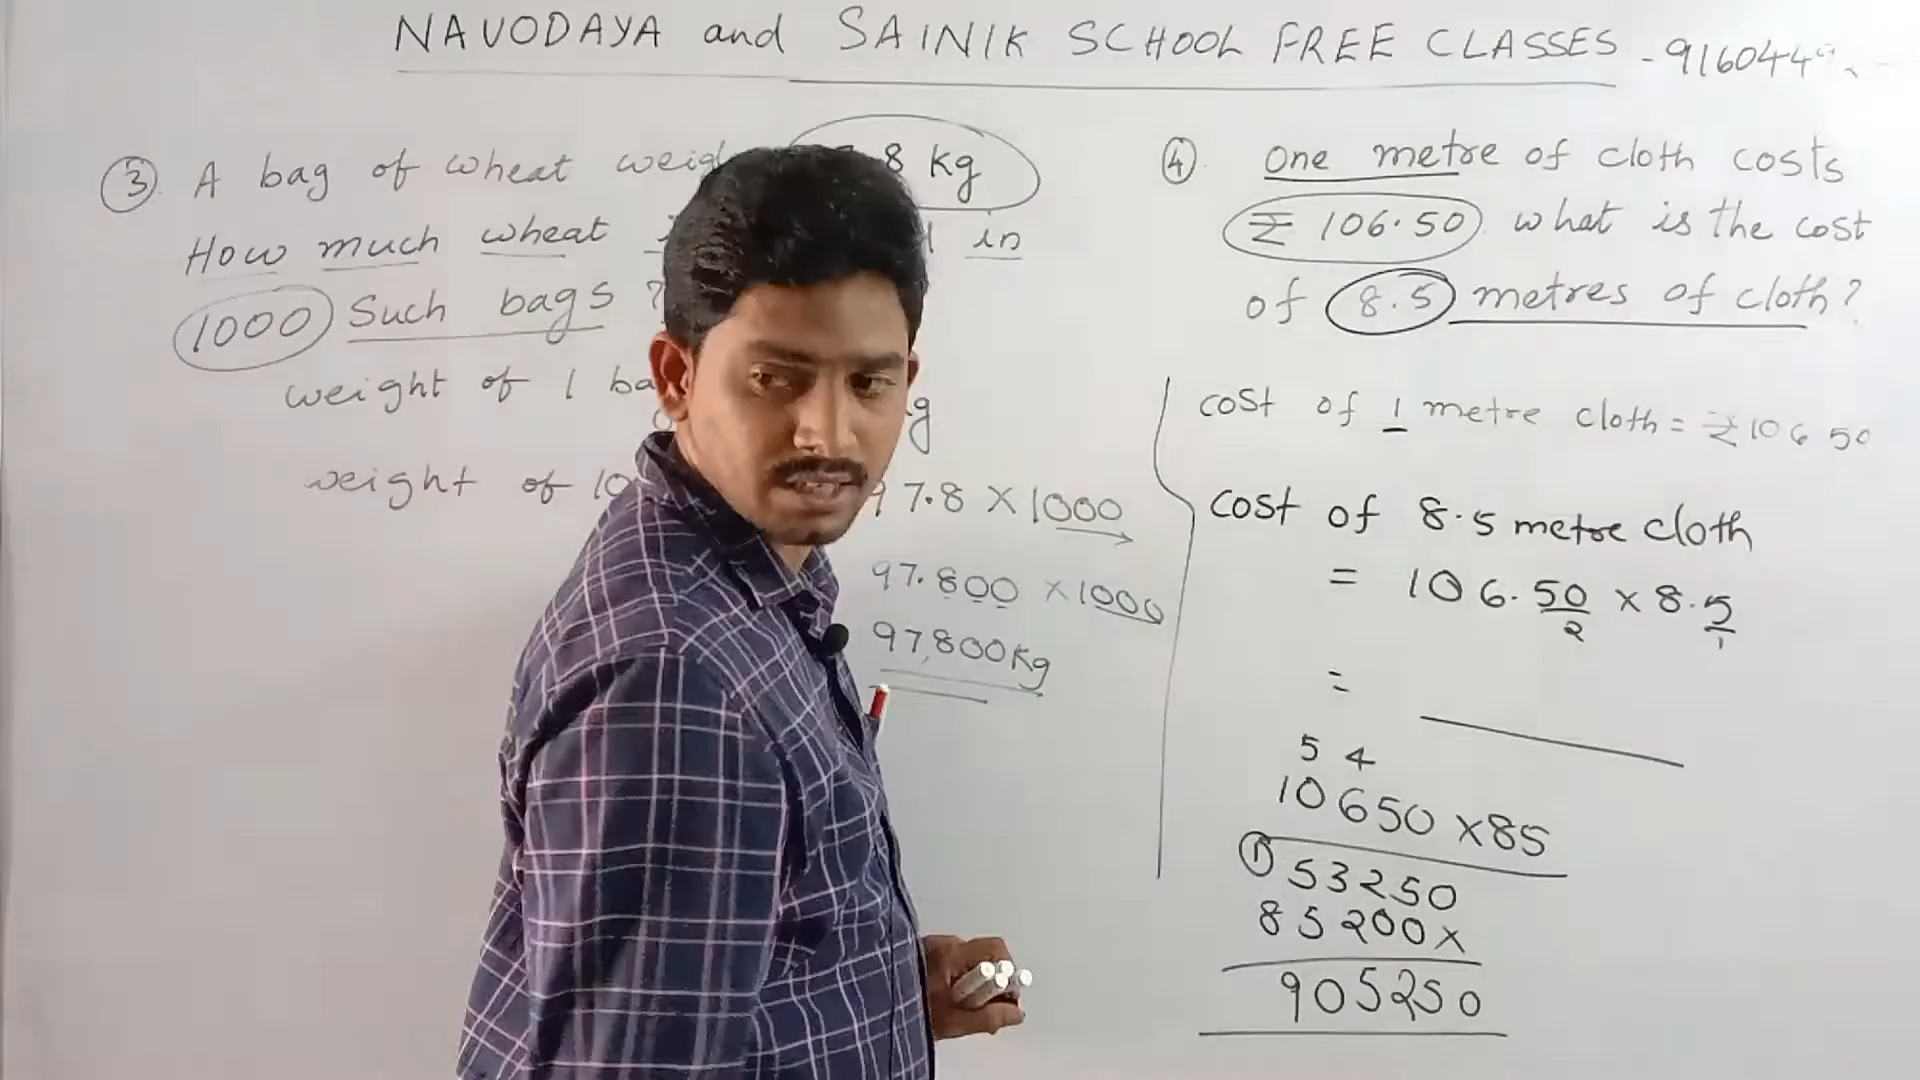 NAVODAYA and SAINIK SCHOOL FREE CLASSES - 916044
③ A bag of wheat 8 kg
How much wheat in
1000 such bags ?
weight of 1
g
weight of
97.8 × 1000
97.800 × 1000
97,800 kg
④ One metre of cloth costs
₹ 106.50 what is the cost
of 8.5 metres of cloth?
cost of 1 metre cloth = ₹ 106 50
cost of 8.5 metre cloth
= 106.50 × 8.5
2 1
=
5 4
10650 × 85
① 53250
85200×
905250